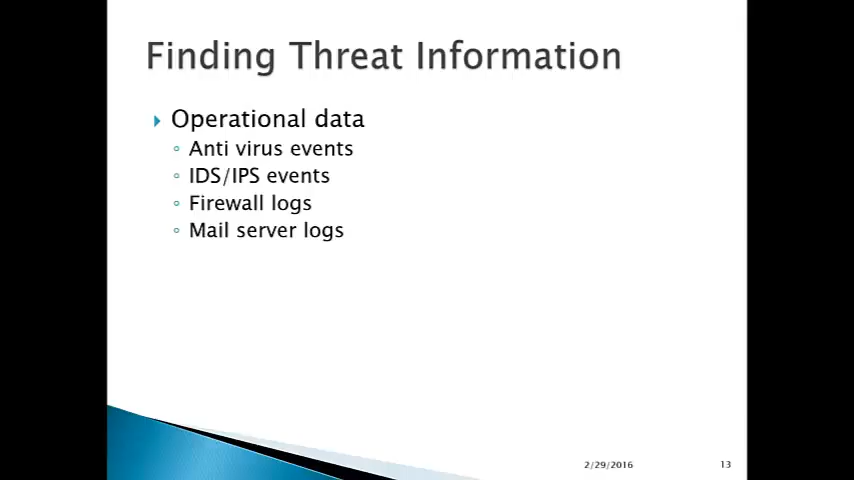 Finding Threat Information
Operational data
Anti virus events
IDS/IPS events
Firewall logs
Mail server logs
2/29/2016
13